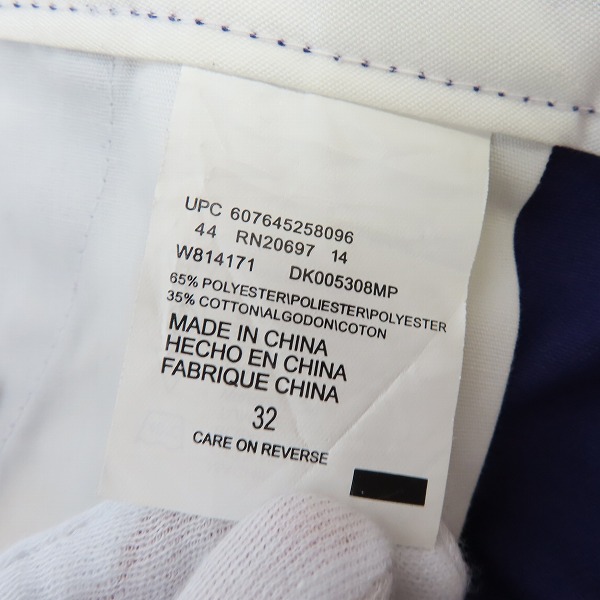 UPC 607645258096
44 RN20697 14
W814171 DK005308MP
65% POLYESTER\POLIESTER\POLYESTER
35% COTTON\ALGODON\COTON
MADE IN CHINA
HECHO EN CHINA
FABRIQUE CHINA
32
CARE ON REVERSE